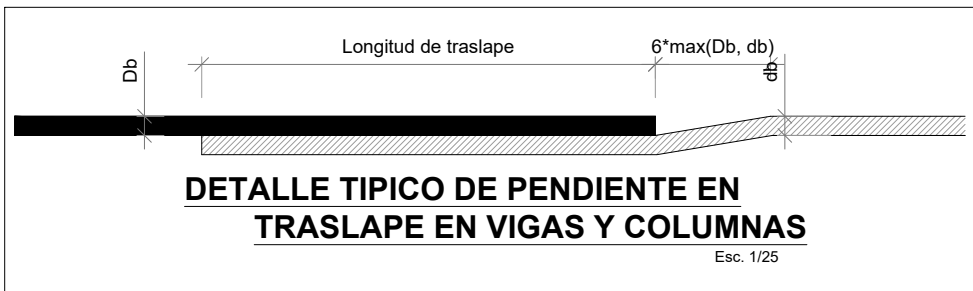 Longitud de traslape
6*max(Db, db)
Db
db
DETALLE TIPICO DE PENDIENTE EN
TRASLAPE EN VIGAS Y COLUMNAS
Esc. 1/25